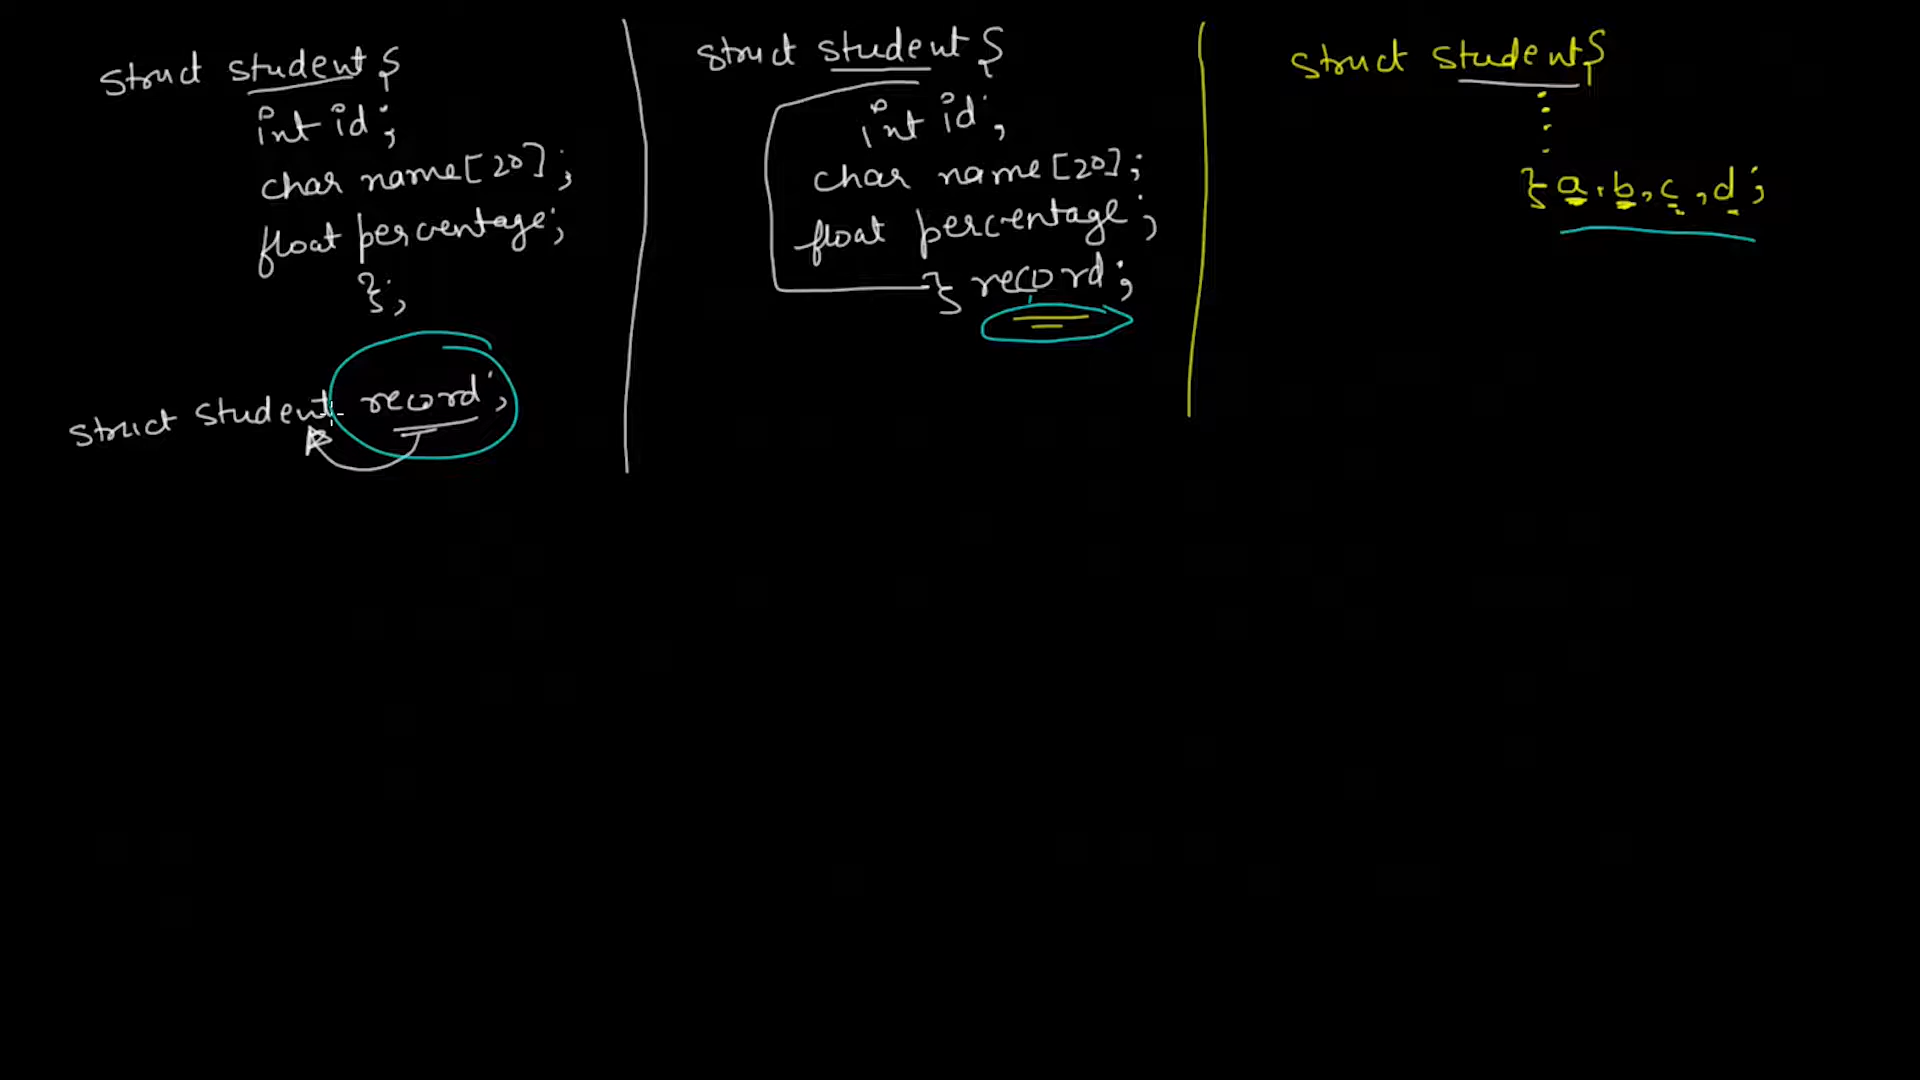 struct student {
int id;
char name[20];
float percentage;
};
struct student record;
struct student {
int id;
char name[20];
float percentage;
} record;
struct student {
} a, b, c, d;